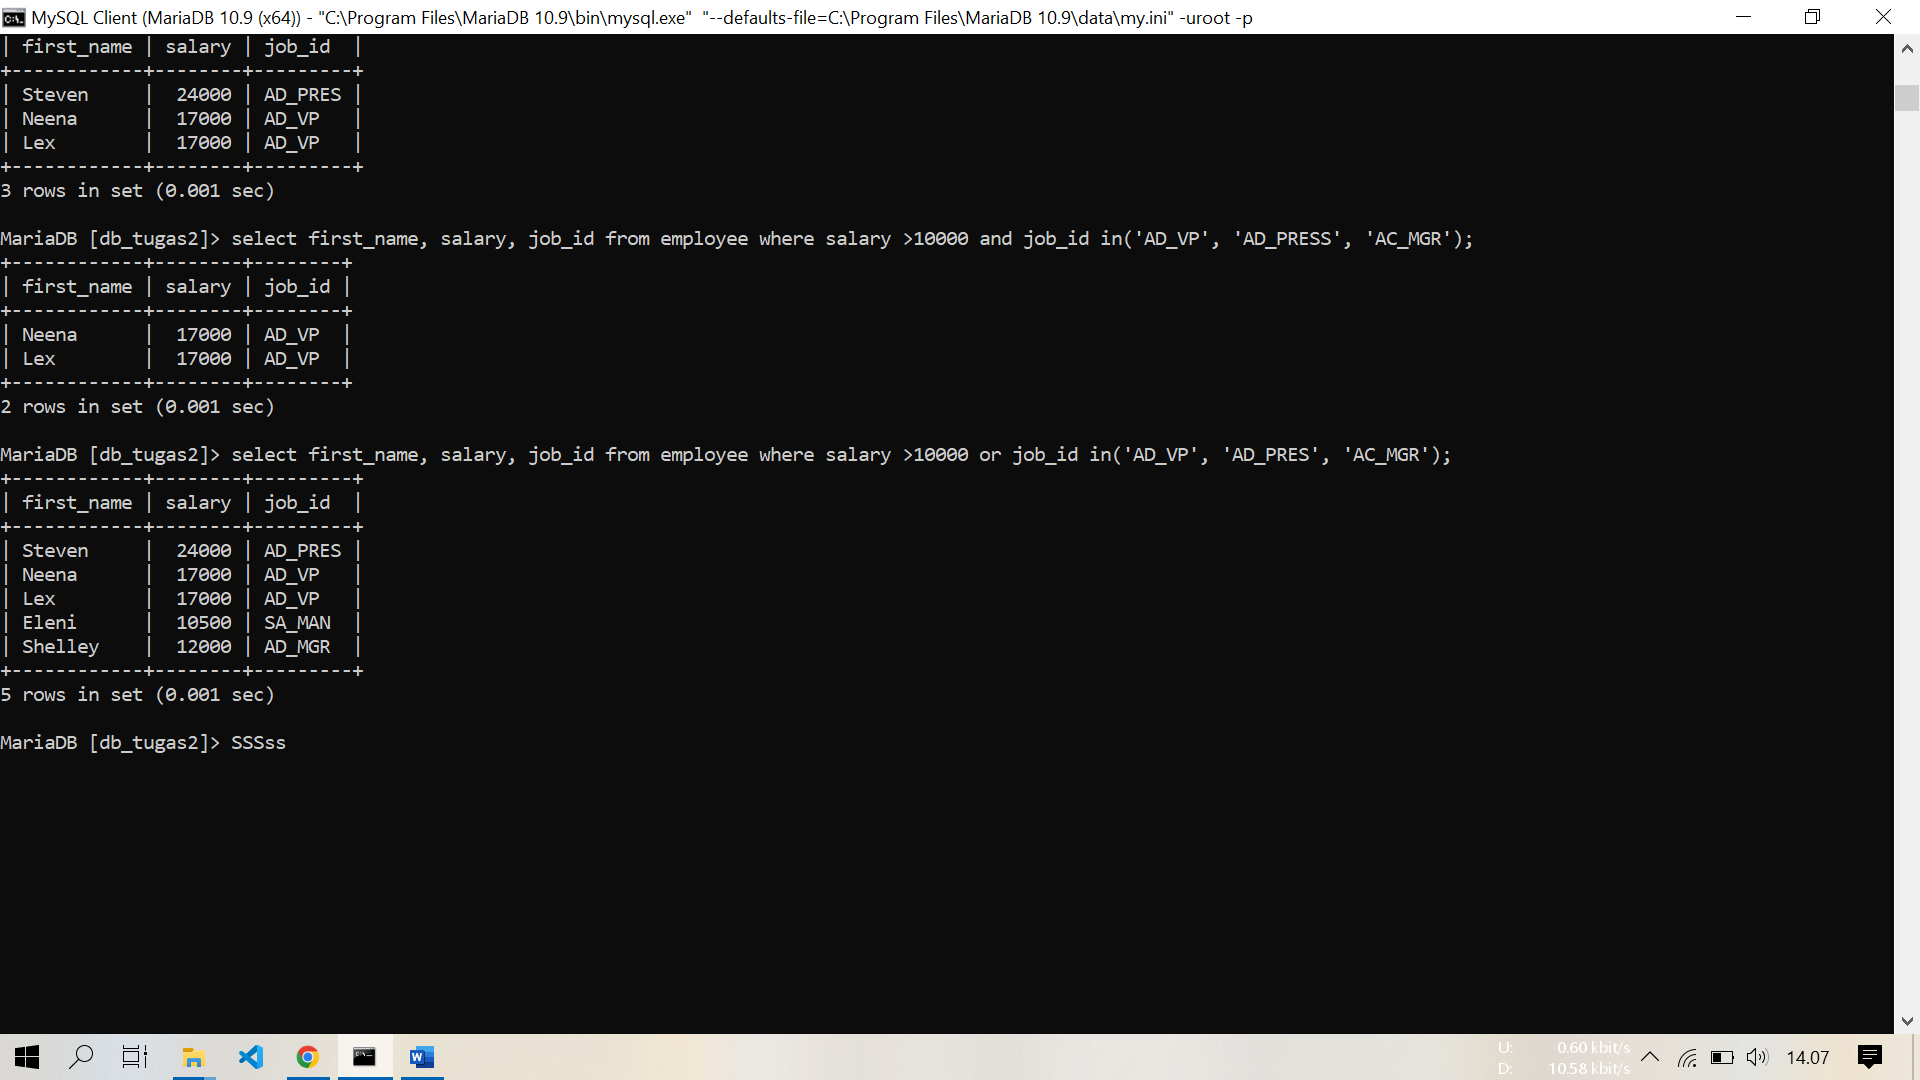 MySQL Client (MariaDB 10.9 (x64)) - "C:\Program Files\MariaDB 10.9\bin\mysql.exe"  "--defaults-file=C:\Program Files\MariaDB 10.9\data\my.ini" -uroot -p
| first_name | salary | job_id  |
+------------+--------+---------+
| Steven     |  24000 | AD_PRES |
| Neena      |  17000 | AD_VP   |
| Lex        |  17000 | AD_VP   |
+------------+--------+---------+
3 rows in set (0.001 sec)
MariaDB [db_tugas2]> select first_name, salary, job_id from employee where salary >10000 and job_id in('AD_VP', 'AD_PRESS', 'AC_MGR');
+------------+--------+--------+
| first_name | salary | job_id |
+------------+--------+--------+
| Neena      |  17000 | AD_VP  |
| Lex        |  17000 | AD_VP  |
+------------+--------+--------+
2 rows in set (0.001 sec)
MariaDB [db_tugas2]> select first_name, salary, job_id from employee where salary >10000 or job_id in('AD_VP', 'AD_PRES', 'AC_MGR');
+------------+--------+---------+
| first_name | salary | job_id  |
+------------+--------+---------+
| Steven     |  24000 | AD_PRES |
| Neena      |  17000 | AD_VP   |
| Lex        |  17000 | AD_VP   |
| Eleni      |  10500 | SA_MAN  |
| Shelley    |  12000 | AD_MGR  |
+------------+--------+---------+
5 rows in set (0.001 sec)
MariaDB [db_tugas2]> SSSss
U: 0.60 kbit/s
D: 10.58 kbit/s
14.07